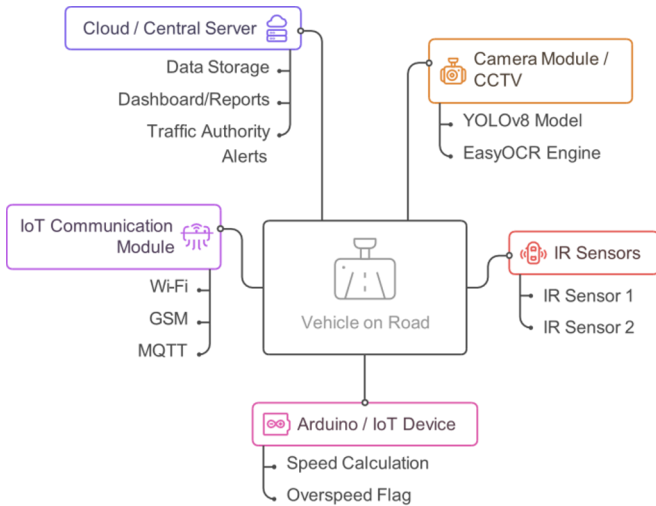 Cloud / Central Server
Data Storage
Dashboard/Reports
Traffic Authority
Alerts
Camera Module /
CCTV
YOLOv8 Model
EasyOCR Engine
IoT Communication
Module
Wi-Fi
GSM
MQTT
Vehicle on Road
IR Sensors
IR Sensor 1
IR Sensor 2
Arduino / IoT Device
Speed Calculation
Overspeed Flag